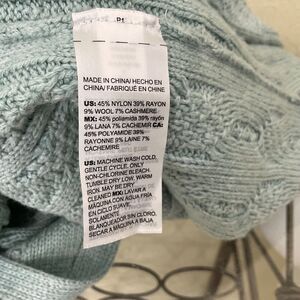 MADE IN CHINA/ HECHO EN
CHINA/ FABRIQUÉ EN CHINE
US: 45% NYLON 39% RAYON
9% WOOL 7% CASHMERE
MX: 45% poliamida 39% rayón
9% LANA 7% CACHEMIR CA:
45% POLYAMIDE 39%
RAYONNE 9% LAINE 7%
CACHEMIRE
US: MACHINE WASH COLD,
GENTLE CYCLE, ONLY
NON-CHLORINE BLEACH.
TUMBLE DRY LOW, WARM
IRON, MAY BE DRY
CLEANED MX: LAVAR A
MÁQUINA CON AGUA FRÍA
EN CICLO SUAVE,
SOLAMENTE
BLANQUEADOR SIN CLORO.
SECAR A MÁQUINA A BAJA